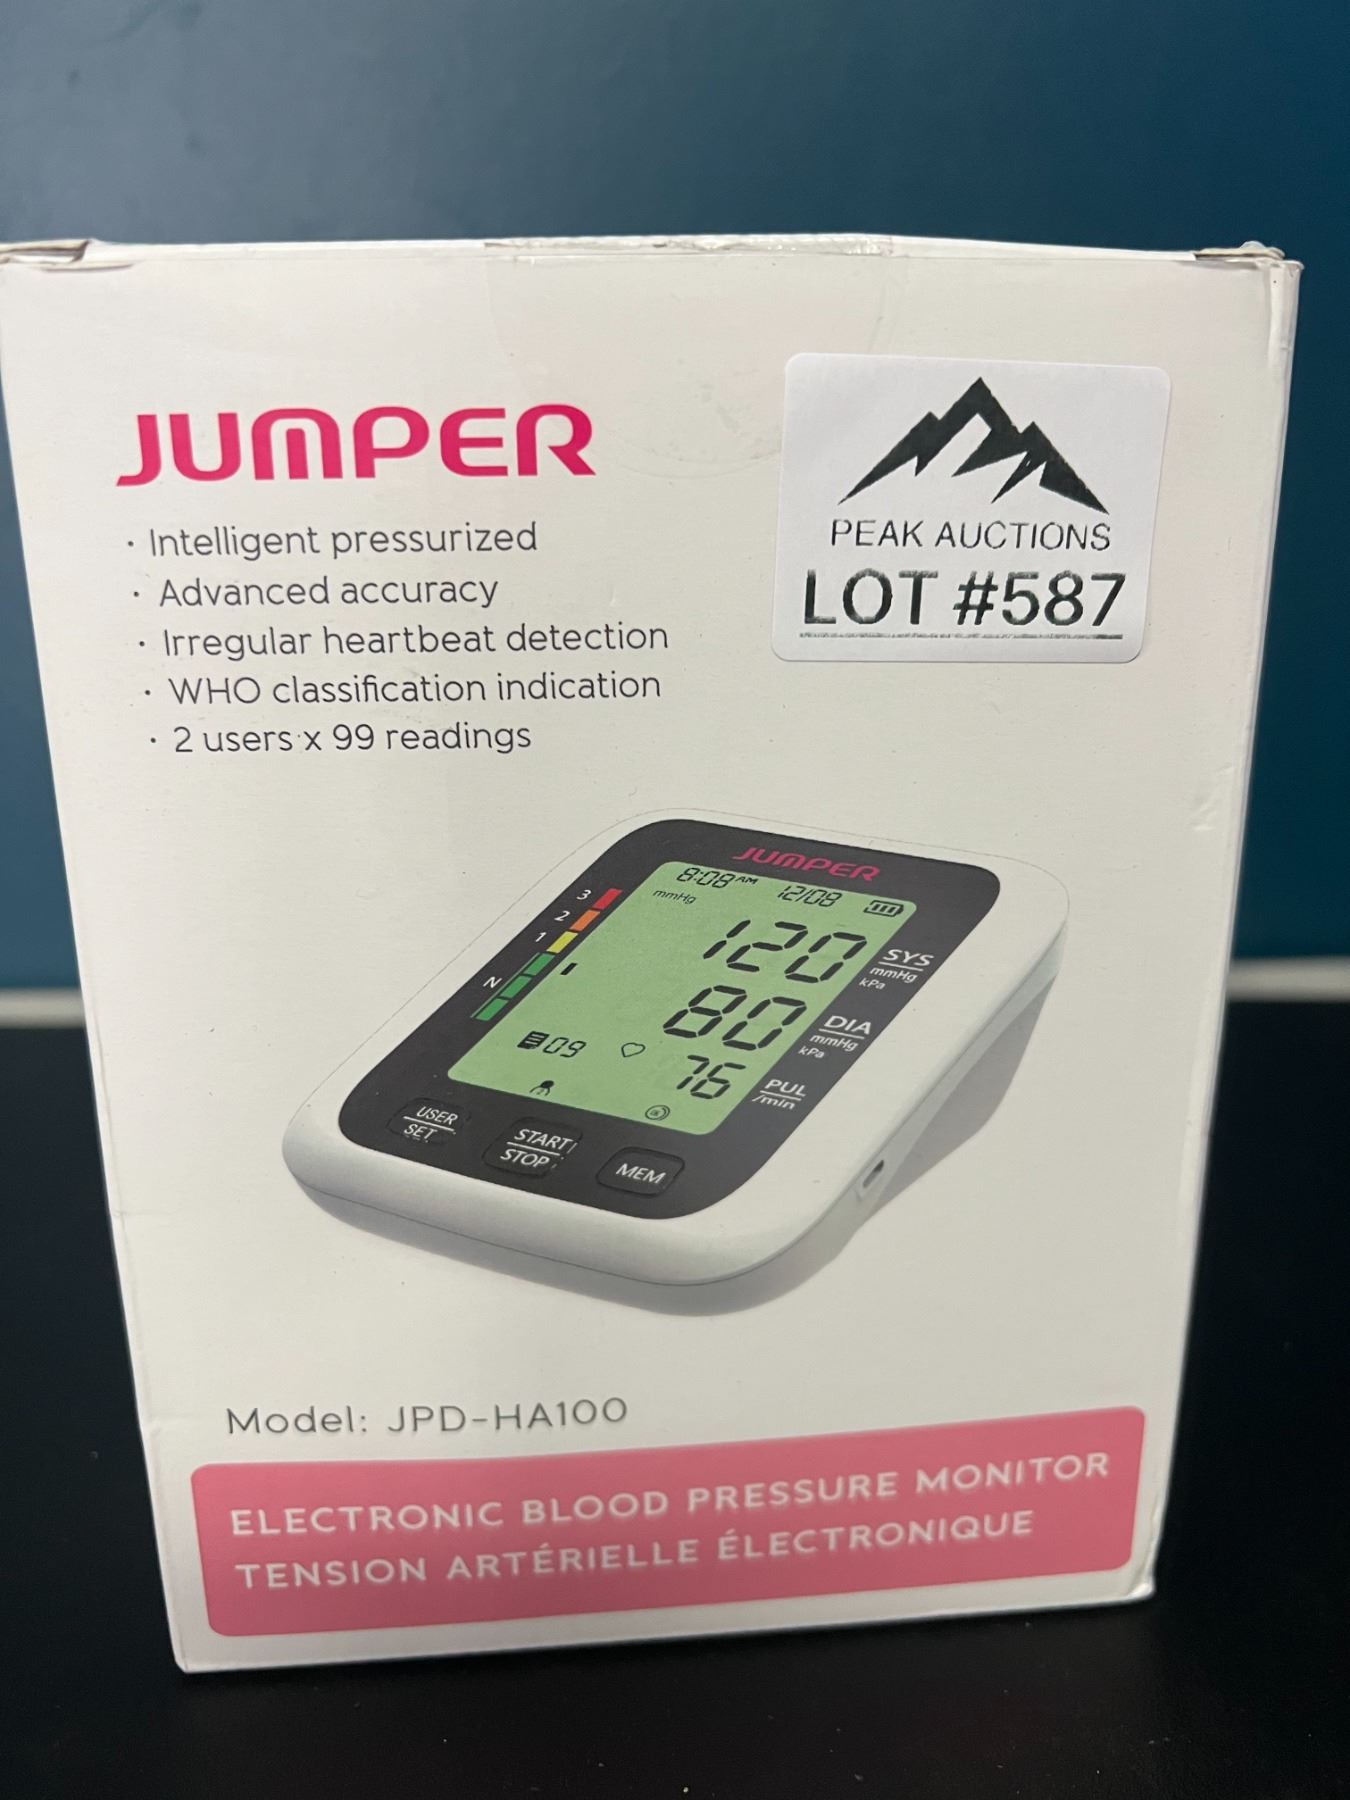 JUMPER
· Intelligent pressurized
· Advanced accuracy
· Irregular heartbeat detection
· WHO classification indication
· 2 users x 99 readings
PEAK AUCTIONS
LOT #587
JUMPER
8:08 AM 12/08
mmHg
3
2
1
N
120
SYS
mmHg
kPa
80
DIA
mmHg
kPa
09
76
PUL
/min
USER
SET
START
STOP
MEM
Model: JPD-HA100
ELECTRONIC BLOOD PRESSURE MONITOR
TENSION ARTÉRIELLE ÉLECTRONIQUE